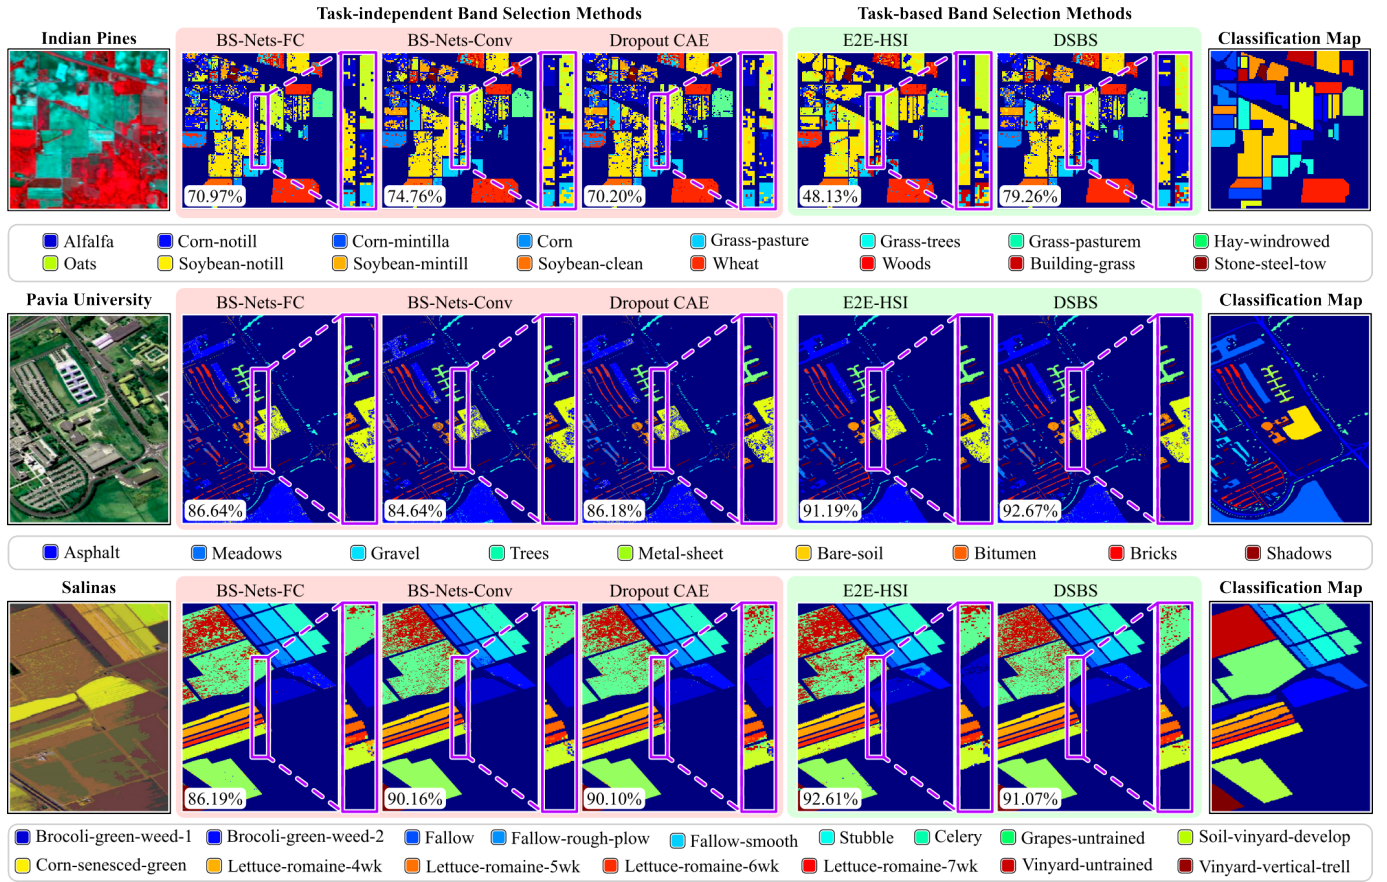 Task-independent Band Selection Methods Task-based Band Selection Methods
Indian Pines BS-Nets-FC BS-Nets-Conv Dropout CAE E2E-HSI DSBS Classification Map
70.97% 74.76% 70.20% 48.13% 79.26%
Alfalfa Corn-notill Corn-mintilla Corn Grass-pasture Grass-trees Grass-pasturem Hay-windrowed
Oats Soybean-notill Soybean-mintill Soybean-clean Wheat Woods Building-grass Stone-steel-tow
Pavia University BS-Nets-FC BS-Nets-Conv Dropout CAE E2E-HSI DSBS Classification Map
86.64% 84.64% 86.18% 91.19% 92.67%
Asphalt Meadows Gravel Trees Metal-sheet Bare-soil Bitumen Bricks Shadows
Salinas BS-Nets-FC BS-Nets-Conv Dropout CAE E2E-HSI DSBS Classification Map
86.19% 90.16% 90.10% 92.61% 91.07%
Brocoli-green-weed-1 Brocoli-green-weed-2 Fallow Fallow-rough-plow Fallow-smooth Stubble Celery Grapes-untrained Soil-vinyard-develop
Corn-senesced-green Lettuce-romaine-4wk Lettuce-romaine-5wk Lettuce-romaine-6wk Lettuce-romaine-7wk Vinyard-untrained Vinyard-vertical-trell